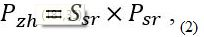 P_zh = S_sr × P_sr , (2)